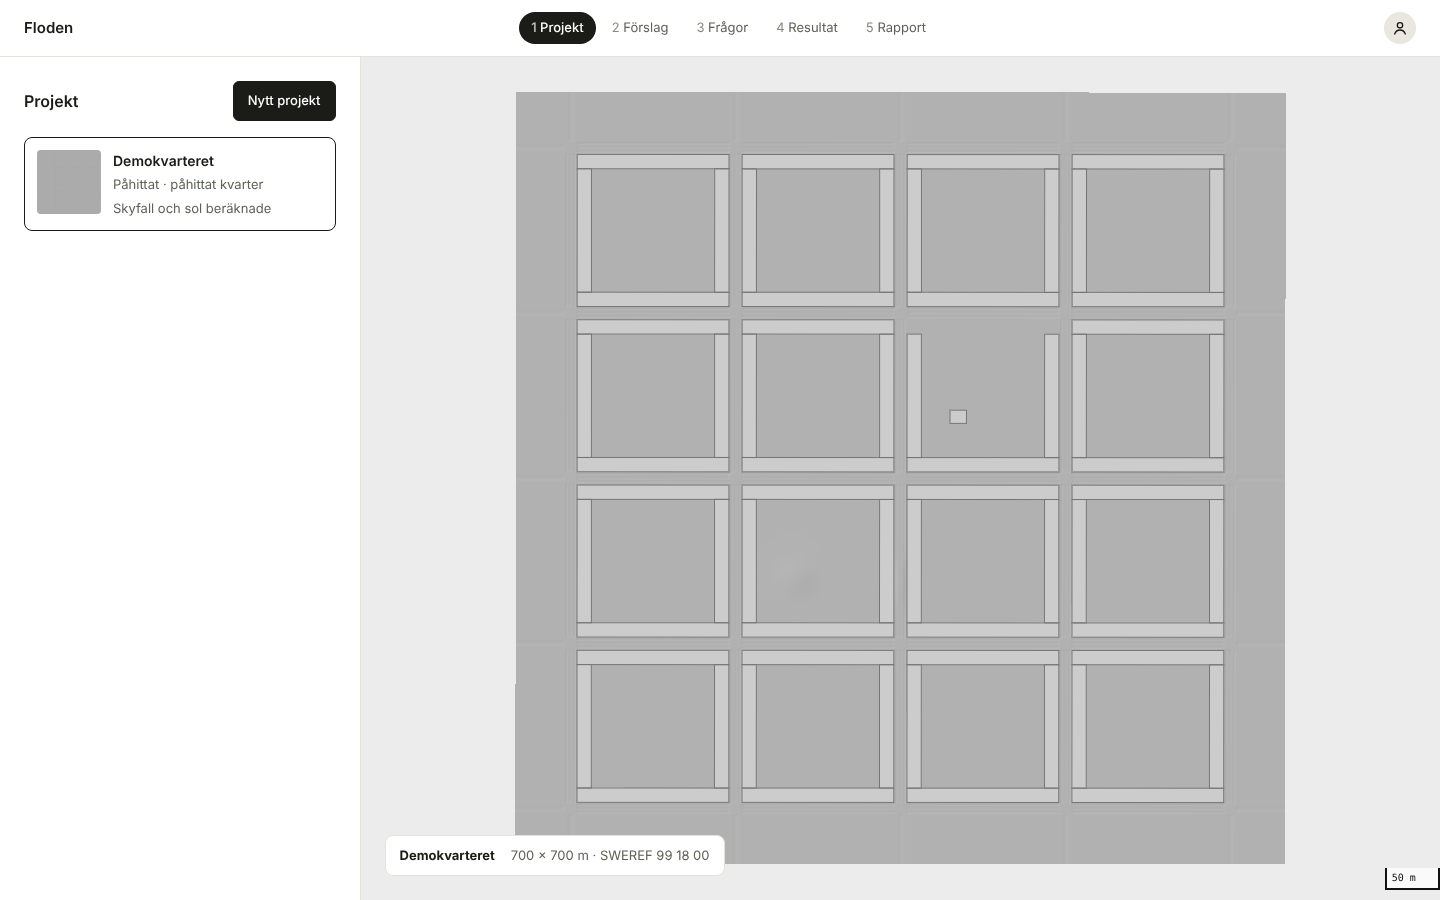 Floden
1 Projekt
2 Förslag
3 Frågor
4 Resultat
5 Rapport
Projekt
Nytt projekt
Demokvarteret
Påhittat · påhittat kvarter
Skyfall och sol beräknade
Demokvarteret 700 × 700 m · SWEREF 99 18 00
50 m